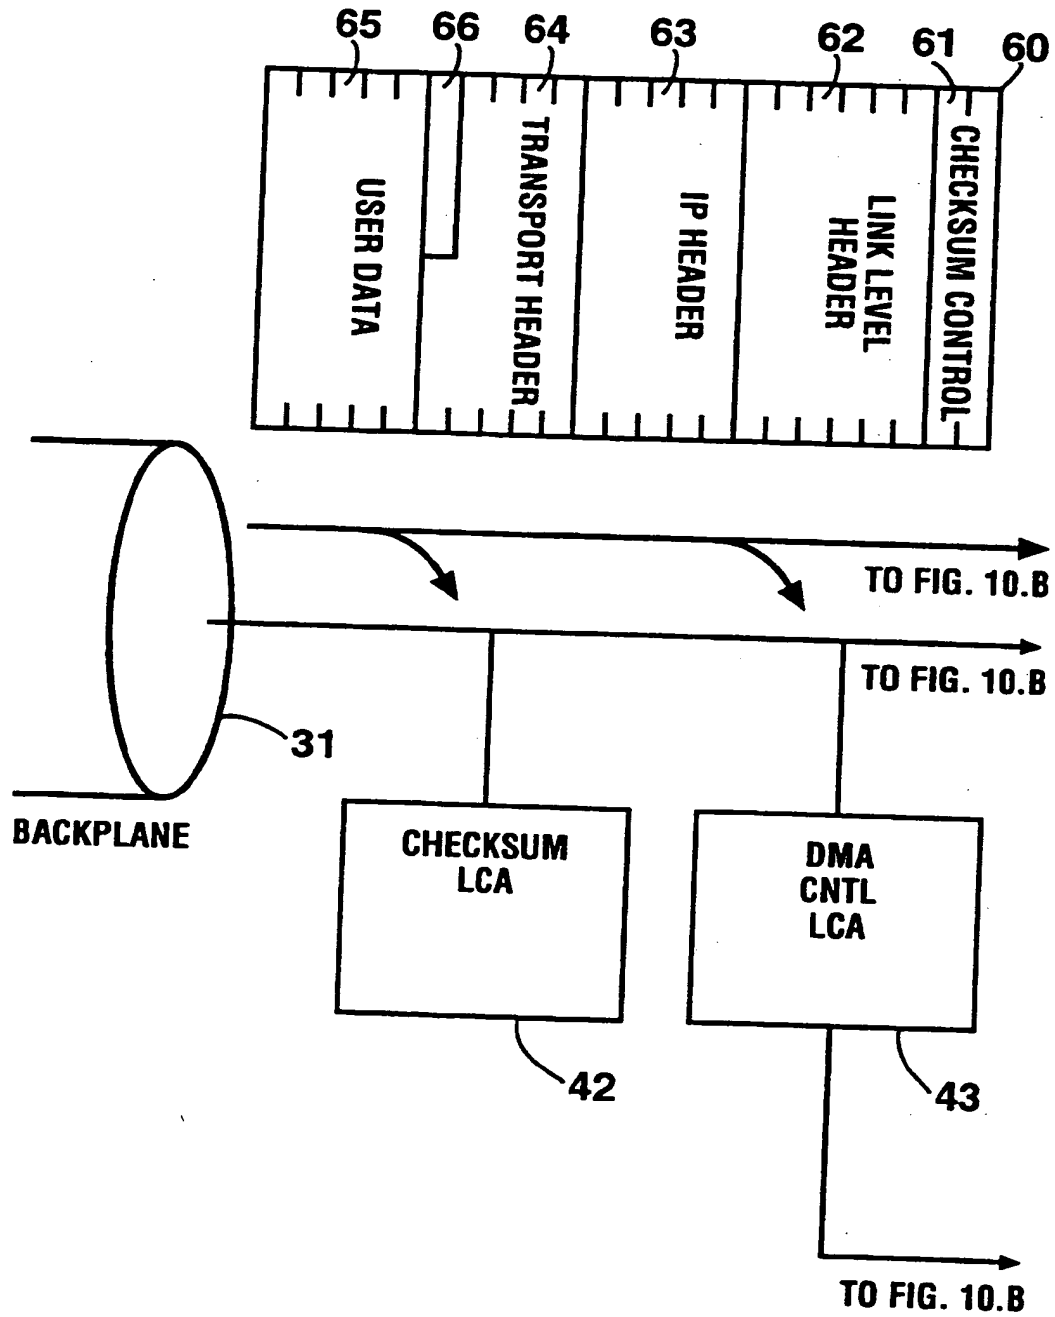 65 66 64 63 62 61 60
USER DATA
TRANSPORT HEADER
IP HEADER
LINK LEVEL
HEADER
CHECKSUM CONTROL
TO FIG. 10.B
TO FIG. 10.B
31
BACKPLANE
CHECKSUM
LCA
DMA
CNTL
LCA
42
43
TO FIG. 10.B